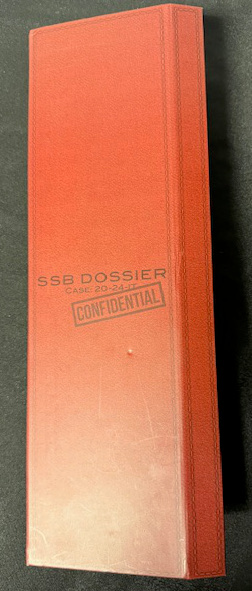 SSB DOSSIER
CASE: 20-24-IT
CONFIDENTIAL